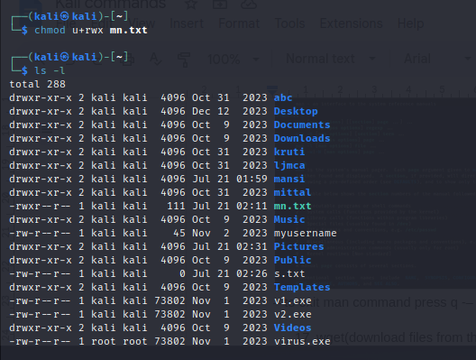 Kali commands
File Edit View Insert Format Tools Extensions
100% Normal text Arial
┌──(kali㉿kali)-[~]
└─$ chmod u+rwx mn.txt
┌──(kali㉿kali)-[~]
└─$ ls -l
total 288
drwxr-xr-x 2 kali kali 4096 Oct 31 2023 abc
drwxr-xr-x 2 kali kali 4096 Dec 12 2023 Desktop
drwxr-xr-x 2 kali kali 4096 Oct 9 2023 Documents
drwxr-xr-x 2 kali kali 4096 Oct 9 2023 Downloads
drwxr-xr-x 2 kali kali 4096 Oct 31 2023 kruti
drwxr-xr-x 2 kali kali 4096 Oct 31 2023 ljmca
drwxr-xr-x 2 kali kali 4096 Jul 21 01:59 mansi
drwxr-xr-x 2 kali kali 4096 Oct 31 2023 mittal
-rwxr--r-- 1 kali kali 111 Jul 21 02:11 mn.txt
drwxr-xr-x 2 kali kali 4096 Oct 9 2023 Music
-rw-r--r-- 1 kali kali 45 Nov 2 2023 myusername
drwxr-xr-x 2 kali kali 4096 Jul 21 02:31 Pictures
drwxr-xr-x 2 kali kali 4096 Oct 9 2023 Public
-rw-r--r-- 1 kali kali 0 Jul 21 02:26 s.txt
drwxr-xr-x 2 kali kali 4096 Oct 9 2023 Templates
-rw-r--r-- 1 kali kali 73802 Nov 1 2023 v1.exe
at man command press q —
-rw-r--r-- 1 kali kali 73802 Nov 1 2023 v2.exe
drwxr-xr-x 2 kali kali 4096 Oct 9 2023 Videos
-rw-r--r-- 1 root root 73802 Nov 1 2023 virus.exe
get(download files from th